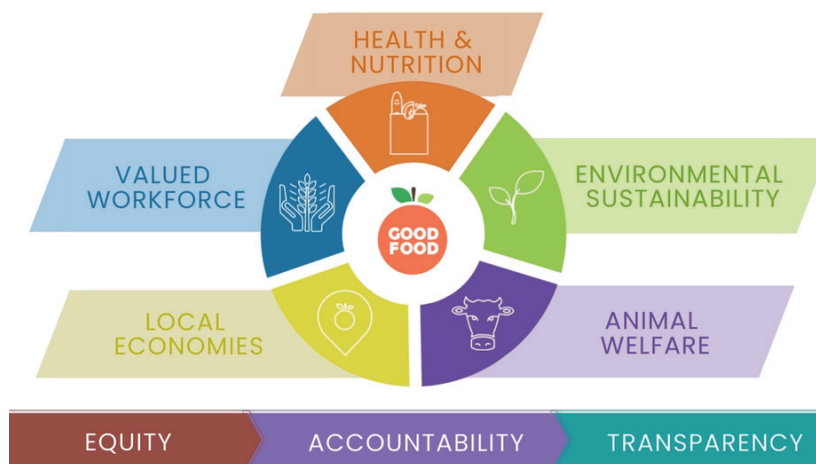 HEALTH &
NUTRITION
VALUED
WORKFORCE
ENVIRONMENTAL
SUSTAINABILITY
GOOD
FOOD
LOCAL
ECONOMIES
ANIMAL
WELFARE
EQUITY
ACCOUNTABILITY
TRANSPARENCY